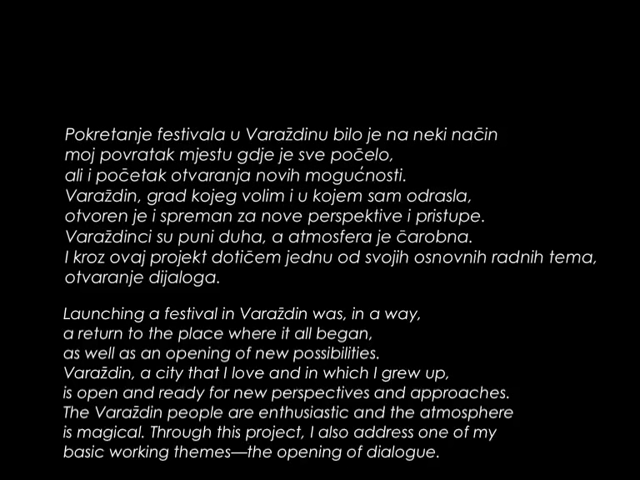 Pokretanje festivala u Varaždinu bilo je na neki način
moj povratak mjestu gdje je sve počelo,
ali i početak otvaranja novih mogućnosti.
Varaždin, grad kojeg volim i u kojem sam odrasla,
otvoren je i spreman za nove perspektive i pristupe.
Varaždinci su puni duha, a atmosfera je čarobna.
I kroz ovaj projekt dotičem jednu od svojih osnovnih radnih tema,
otvaranje dijaloga.
Launching a festival in Varaždin was, in a way,
a return to the place where it all began,
as well as an opening of new possibilities.
Varaždin, a city that I love and in which I grew up,
is open and ready for new perspectives and approaches.
The Varaždin people are enthusiastic and the atmosphere
is magical. Through this project, I also address one of my
basic working themes—the opening of dialogue.